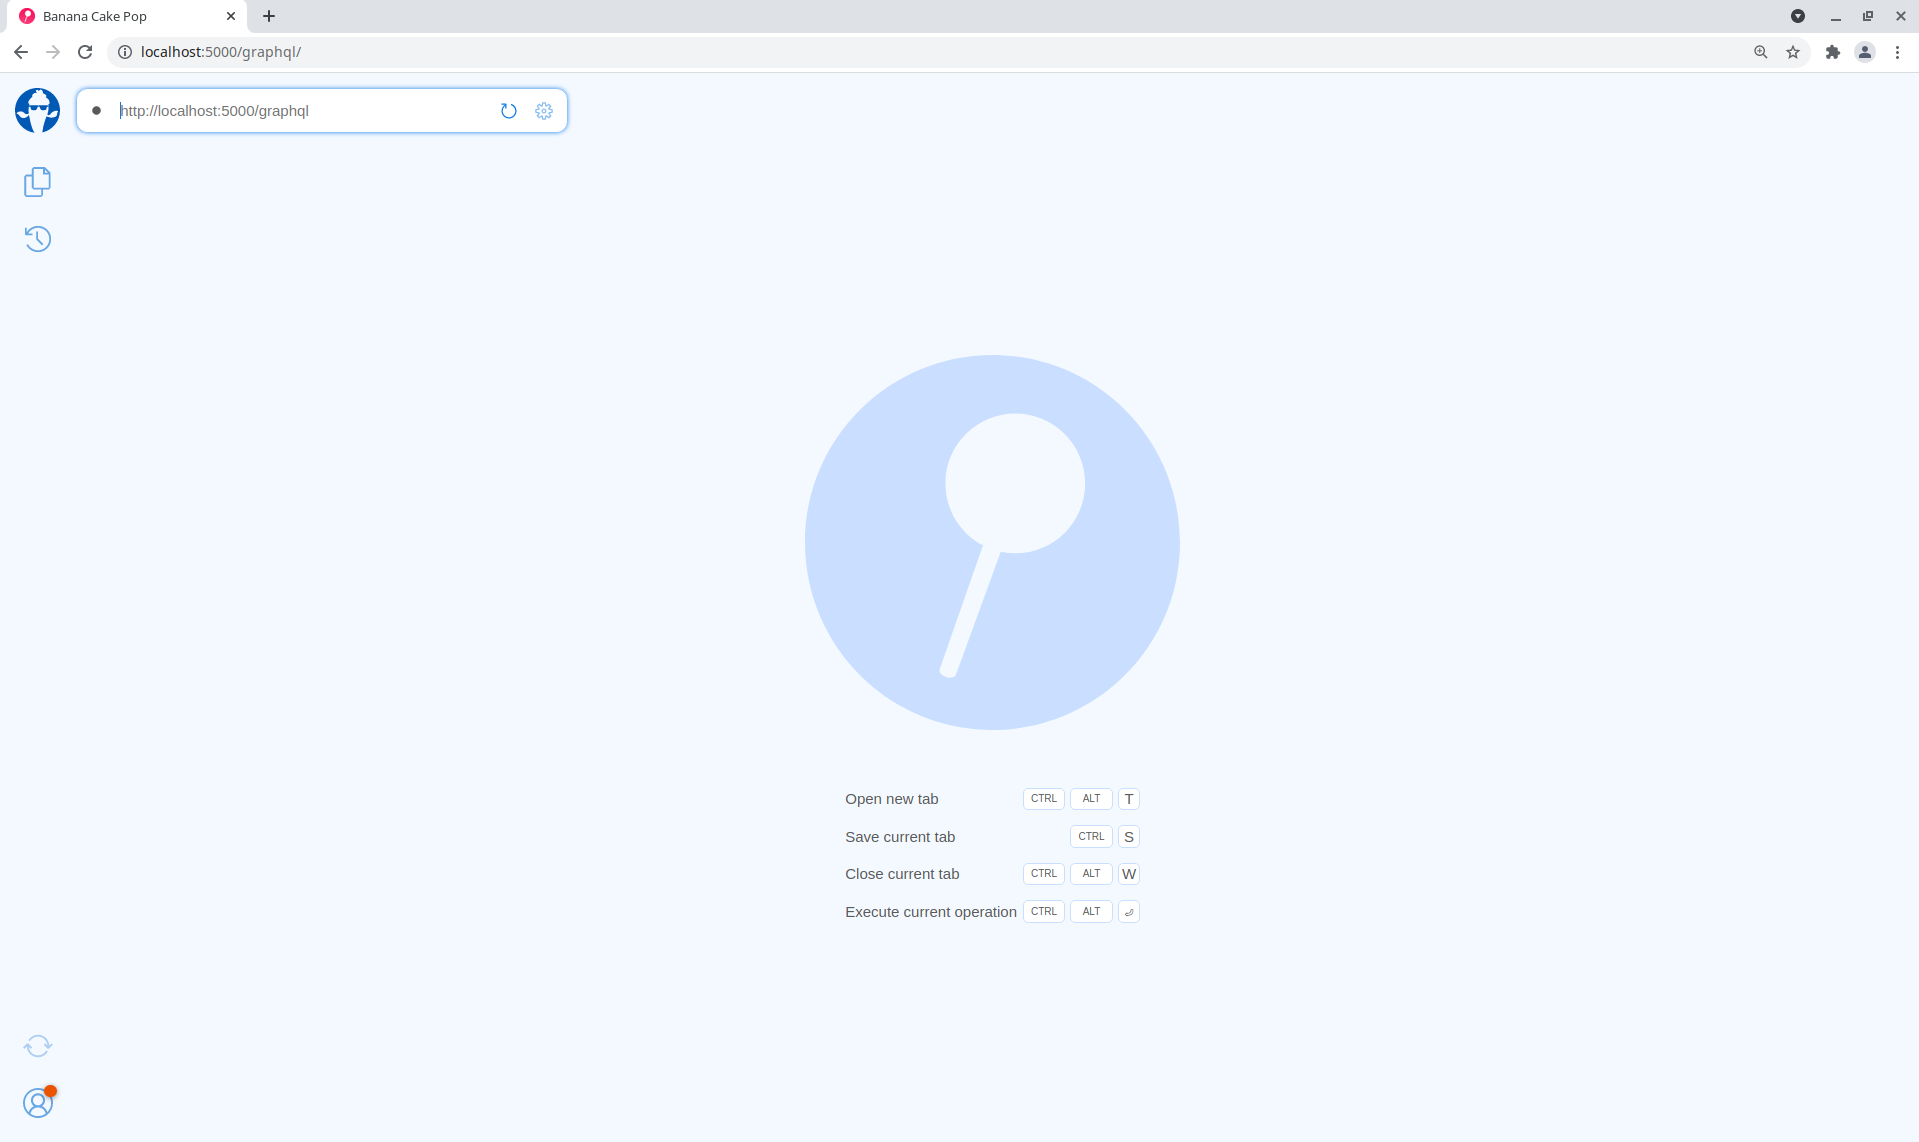 Banana Cake Pop
localhost:5000/graphql/
http://localhost:5000/graphql
Open new tab CTRL ALT T
Save current tab CTRL S
Close current tab CTRL ALT W
Execute current operation CTRL ALT ⏎